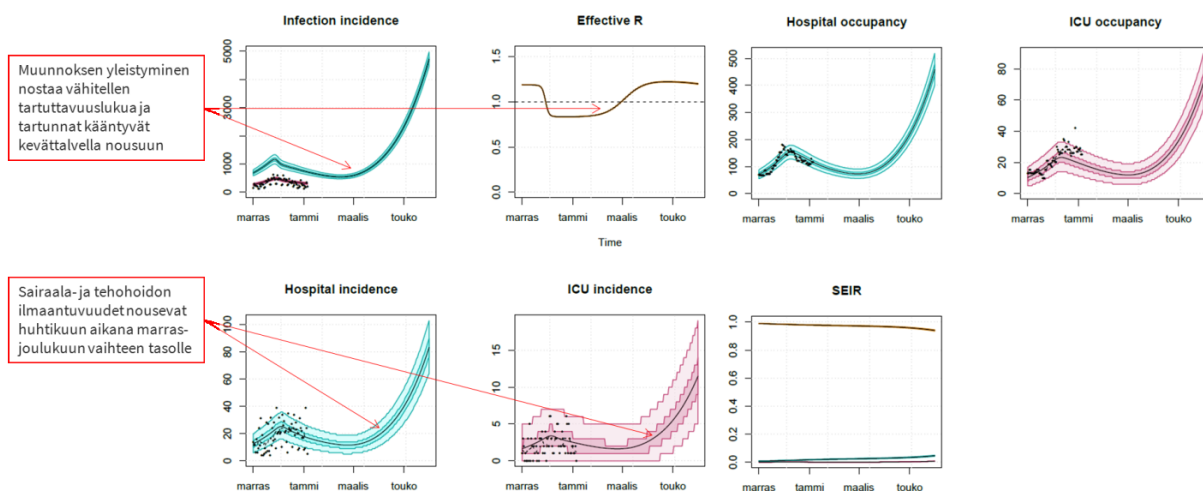 Infection incidence
Effective R
Hospital occupancy
ICU occupancy
Muunnoksen yleistyminen
nostaa vähitellen
tartuttavuuslukua ja
tartunnat kääntyvät
kevättalvella nousuun
5000
3000
1000
0
marras tammi maalis touko
1.5
1.0
0.5
0.0
marras tammi maalis touko
Time
500
400
300
200
100
0
marras tammi maalis touko
80
60
40
20
0
marras tammi maalis touko
Hospital incidence
ICU incidence
SEIR
Sairaala- ja tehohoidon
ilmaantuvuudet nousevat
huhtikuun aikana marras-
joulukuun vaihteen tasolle
100
80
60
40
20
0
marras tammi maalis touko
15
10
5
0
marras tammi maalis touko
1.0
0.8
0.6
0.4
0.2
0.0
marras tammi maalis touko